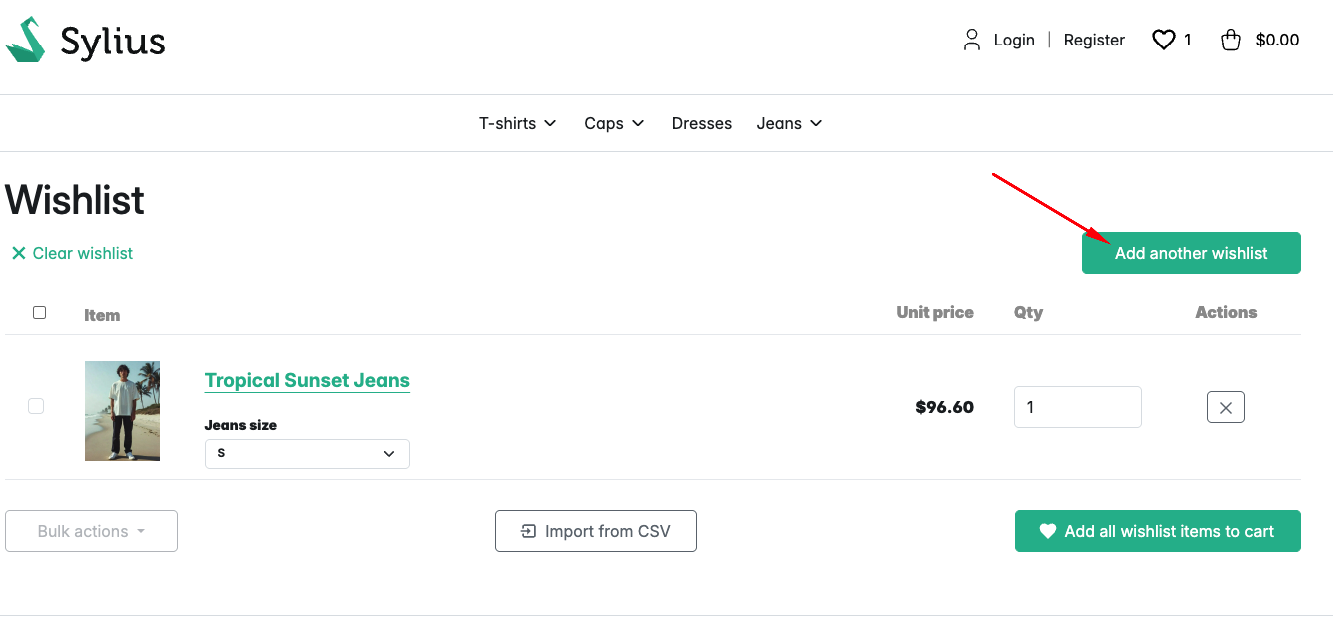 Sylius
Login | Register 1 $0.00
T-shirts Caps Dresses Jeans
Wishlist
Clear wishlist
Add another wishlist
Item Unit price Qty Actions
Tropical Sunset Jeans
Jeans size
S
$96.60
1
Bulk actions
Import from CSV
Add all wishlist items to cart